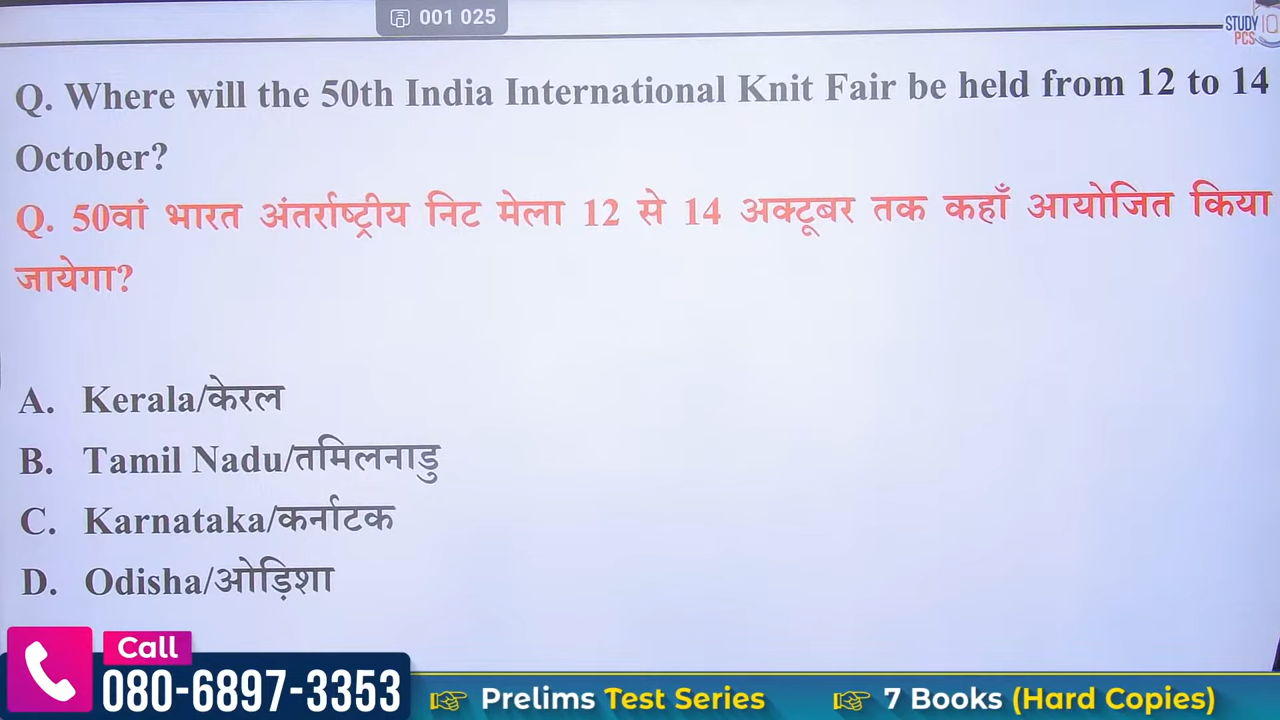 001 025
STUDY IQ
PCS
Q. Where will the 50th India International Knit Fair be held from 12 to 14
October?
Q. 50वां भारत अंतर्राष्ट्रीय निट मेला 12 से 14 अक्टूबर तक कहाँ आयोजित किया
जायेगा?
A. Kerala/केरल
B. Tamil Nadu/तमिलनाडु
C. Karnataka/कर्नाटक
D. Odisha/ओड़िशा
Call
080-6897-3353
Prelims Test Series
7 Books (Hard Copies)